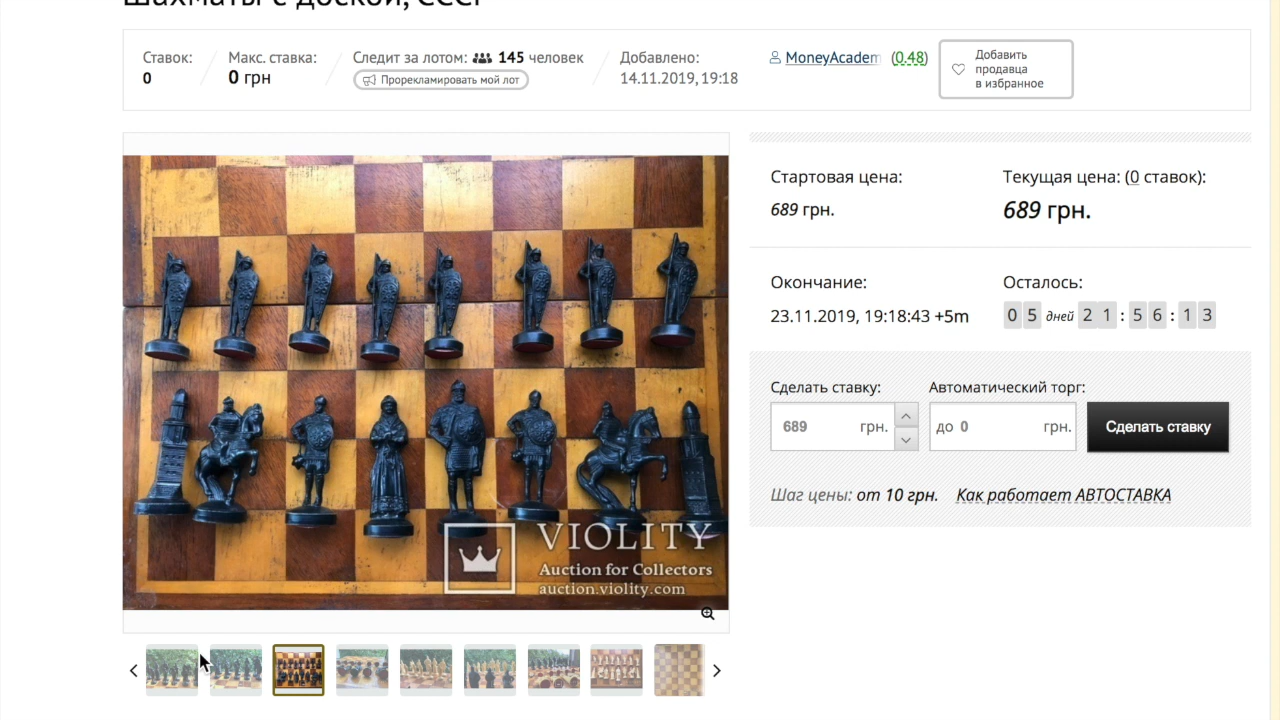 Шахматы с доской, СССР
Ставок:
0
Макс. ставка:
0 грн
Следит за лотом: 145 человек
Прорекламировать мой лот
Добавлено:
14.11.2019, 19:18
MoneyAcadem (0.48)
Добавить
продавца
в избранное
Стартовая цена:
689 грн.
Текущая цена: (0 ставок):
689 грн.
Окончание:
23.11.2019, 19:18:43 +5m
Осталось:
05 дней 21:56:13
Сделать ставку:
689 грн.
Автоматический торг:
до 0 грн.
Сделать ставку
Шаг цены: от 10 грн. Как работает АВТОСТАВКА
VIOLITY
Auction for Collectors
auction.violity.com